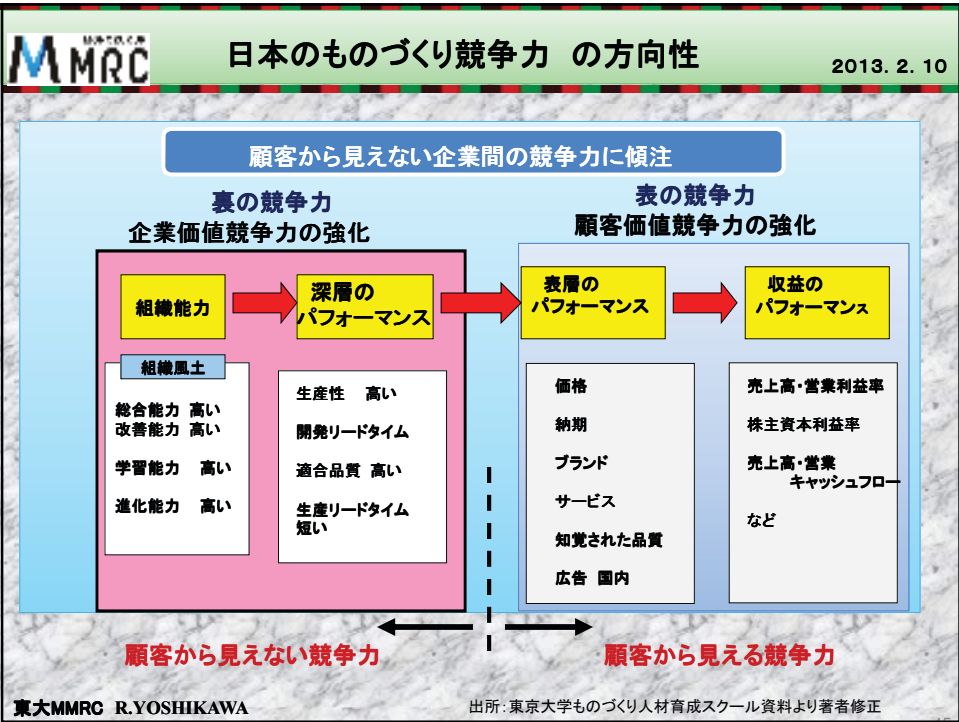 MMRC
日本のものづくり競争力 の方向性
2013. 2. 10
顧客から見えない企業間の競争力に傾注
裏の競争力
企業価値競争力の強化
表の競争力
顧客価値競争力の強化
組織能力
深層の
パフォーマンス
表層の
パフォーマンス
収益の
パフォーマンス
組織風土
総合能力 高い
改善能力 高い
学習能力 高い
進化能力 高い
生産性 高い
開発リードタイム
適合品質 高い
生産リードタイム
短い
価格
納期
ブランド
サービス
知覚された品質
広告 国内
売上高・営業利益率
株主資本利益率
売上高・営業
キャッシュフロー
など
顧客から見えない競争力
顧客から見える競争力
東大MMRC R.YOSHIKAWA
出所：東京大学ものづくり人材育成スクール資料より著者修正